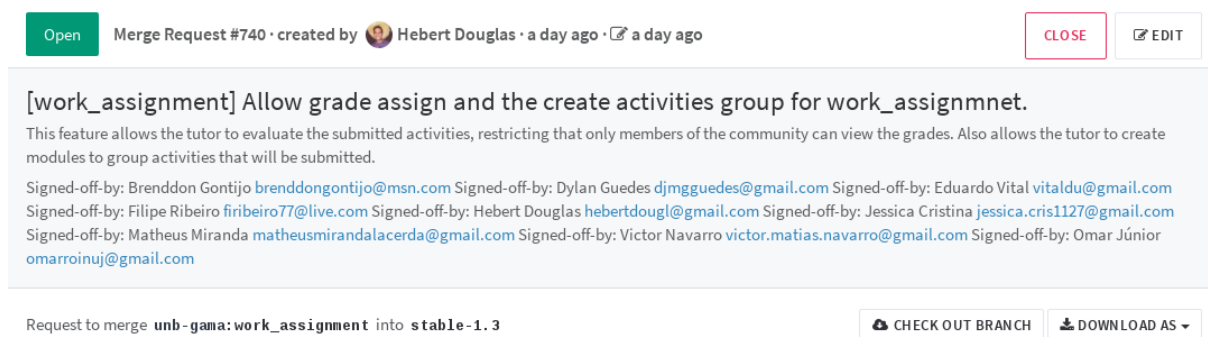 Open Merge Request #740 · created by Hebert Douglas · a day ago · a day ago CLOSE EDIT
[work_assignment] Allow grade assign and the create activities group for work_assignmnet.
This feature allows the tutor to evaluate the submitted activities, restricting that only members of the community can view the grades. Also allows the tutor to create
modules to group activities that will be submitted.
Signed-off-by: Brenddon Gontijo brenddongontijo@msn.com Signed-off-by: Dylan Guedes djmgguedes@gmail.com Signed-off-by: Eduardo Vital vitaldu@gmail.com
Signed-off-by: Filipe Ribeiro firibeiro77@live.com Signed-off-by: Hebert Douglas hebertdougl@gmail.com Signed-off-by: Jessica Cristina jessica.cris1127@gmail.com
Signed-off-by: Matheus Miranda matheusmirandalacerda@gmail.com Signed-off-by: Victor Navarro victor.matias.navarro@gmail.com Signed-off-by: Omar Júnior
omarroinuj@gmail.com
Request to merge unb-gama:work_assignment into stable-1.3 CHECK OUT BRANCH DOWNLOAD AS